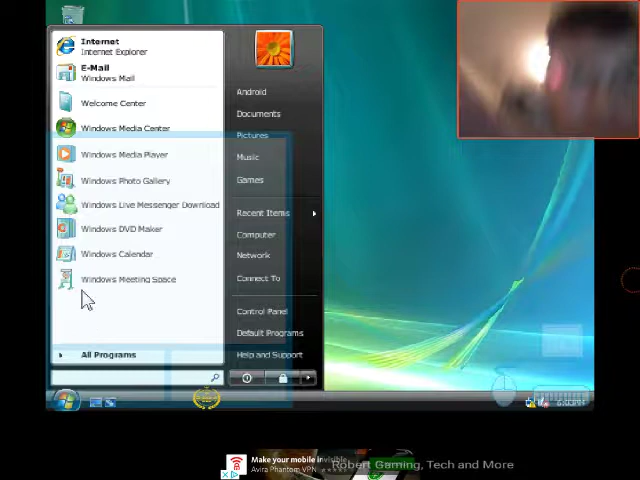 Internet
Internet Explorer
E-Mail
Windows Mail
Welcome Center
Windows Media Center
Windows Media Player
Windows Photo Gallery
Windows Live Messenger Download
Windows DVD Maker
Windows Calendar
Windows Meeting Space
All Programs
Android
Documents
Pictures
Music
Games
Recent Items
Computer
Network
Connect To
Control Panel
Default Programs
Help and Support
Make your mobile invisible
Avira Phantom VPN
Robert Gaming, Tech and More